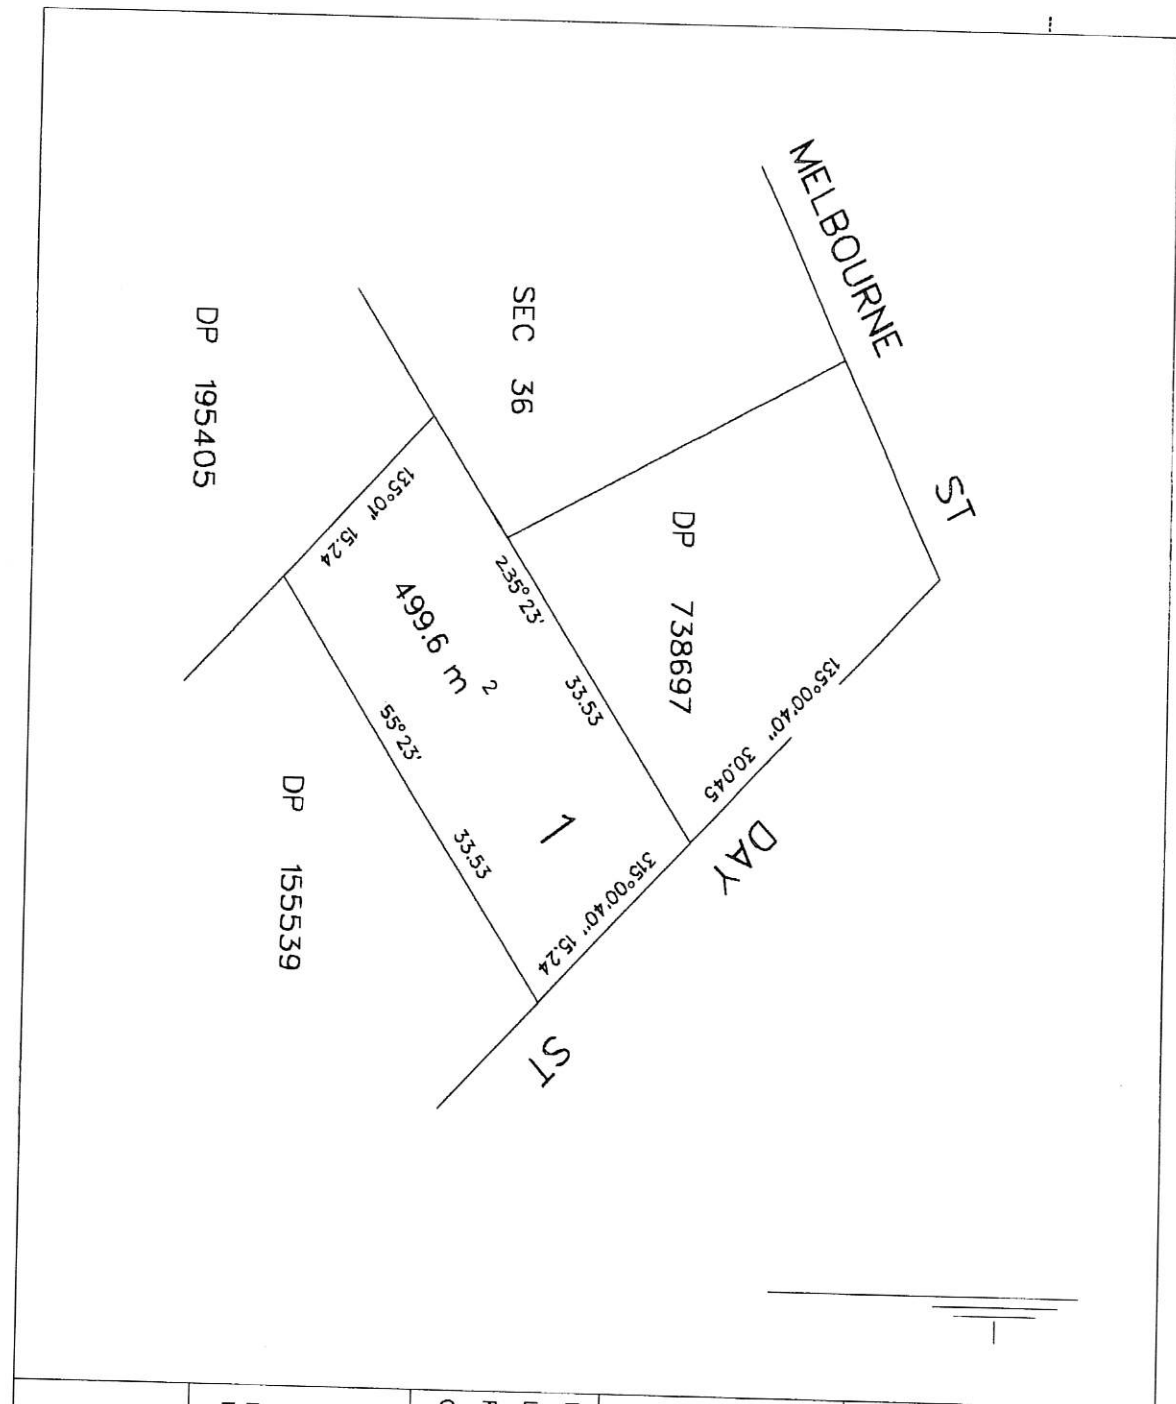 MELBOURNE ST
SEC 36
DP 195405
DP 738697
135°01' 15.24
235°23' 33.53
499.6 m²
55°23' 33.53
1
135°00'40" 30.045
315°00'40" 15.24
DAY ST
DP 155539